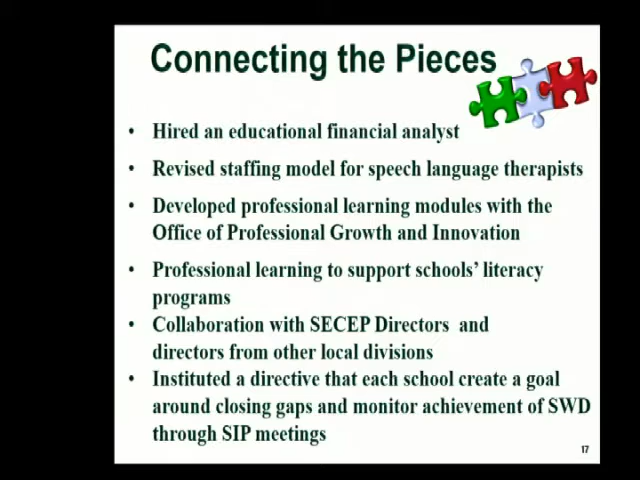 Connecting the Pieces
• Hired an educational financial analyst
• Revised staffing model for speech language therapists
• Developed professional learning modules with the
Office of Professional Growth and Innovation
• Professional learning to support schools’ literacy
programs
• Collaboration with SECEP Directors and
directors from other local divisions
• Instituted a directive that each school create a goal
around closing gaps and monitor achievement of SWD
through SIP meetings
17